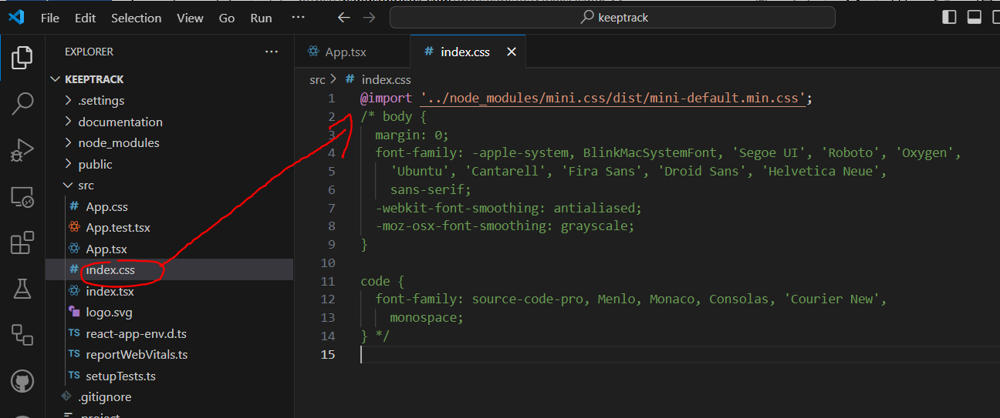 File Edit Selection View Go Run ··· keeptrack
EXPLORER ···
KEEPTRACK
.settings
documentation
node_modules
public
src
# App.css
App.test.tsx
App.tsx
# index.css
index.tsx
logo.svg
TS react-app-env.d.ts
TS reportWebVitals.ts
TS setupTests.ts
.gitignore
.project
App.tsx # index.css
src > # index.css
1 @import '../node_modules/mini.css/dist/mini-default.min.css';
2 /* body {
3 margin: 0;
4 font-family: -apple-system, BlinkMacSystemFont, 'Segoe UI', 'Roboto', 'Oxygen',
5 'Ubuntu', 'Cantarell', 'Fira Sans', 'Droid Sans', 'Helvetica Neue',
6 sans-serif;
7 -webkit-font-smoothing: antialiased;
8 -moz-osx-font-smoothing: grayscale;
9 }
10
11 code {
12 font-family: source-code-pro, Menlo, Monaco, Consolas, 'Courier New',
13 monospace;
14 } */
15